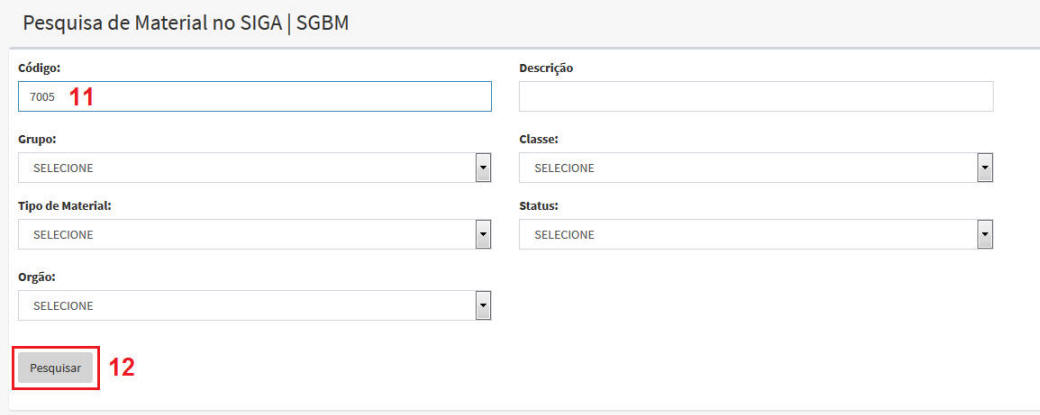 Pesquisa de Material no SIGA | SGBM
Código: Descrição
7005 11
Grupo: Classe:
SELECIONE SELECIONE
Tipo de Material: Status:
SELECIONE SELECIONE
Orgão:
SELECIONE
Pesquisar 12